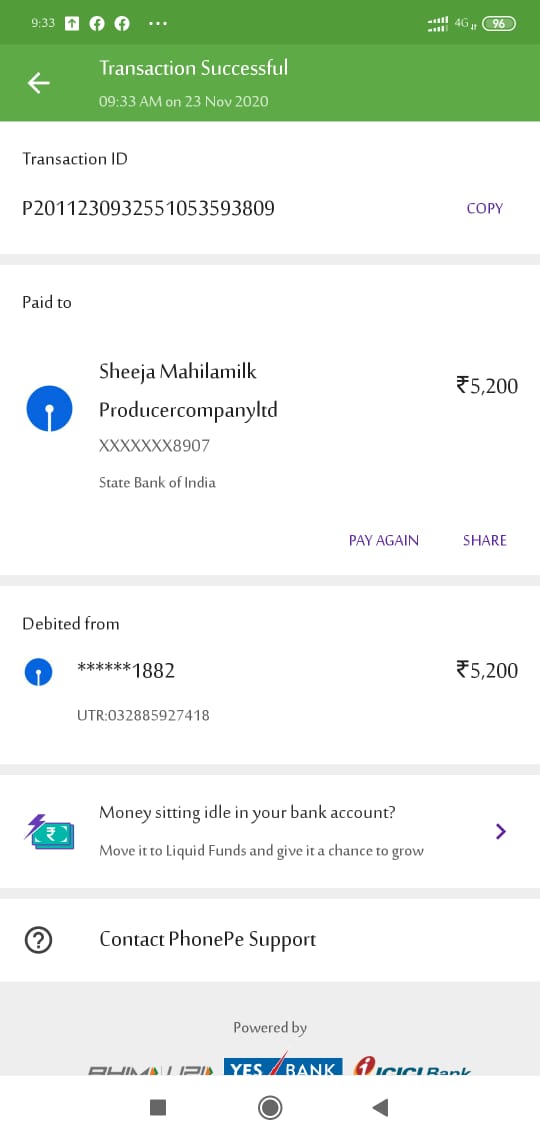 9:33 4G 96
Transaction Successful
09:33 AM on 23 Nov 2020
Transaction ID
P2011230932551053593809 COPY
Paid to
Sheeja Mahilamilk
Producercompanyltd
₹5,200
XXXXXXX8907
State Bank of India
PAY AGAIN SHARE
Debited from
******1882 ₹5,200
UTR:032885927418
Money sitting idle in your bank account?
Move it to Liquid Funds and give it a chance to grow
Contact PhonePe Support
Powered by
BHIM UPI YES BANK ICICI Bank